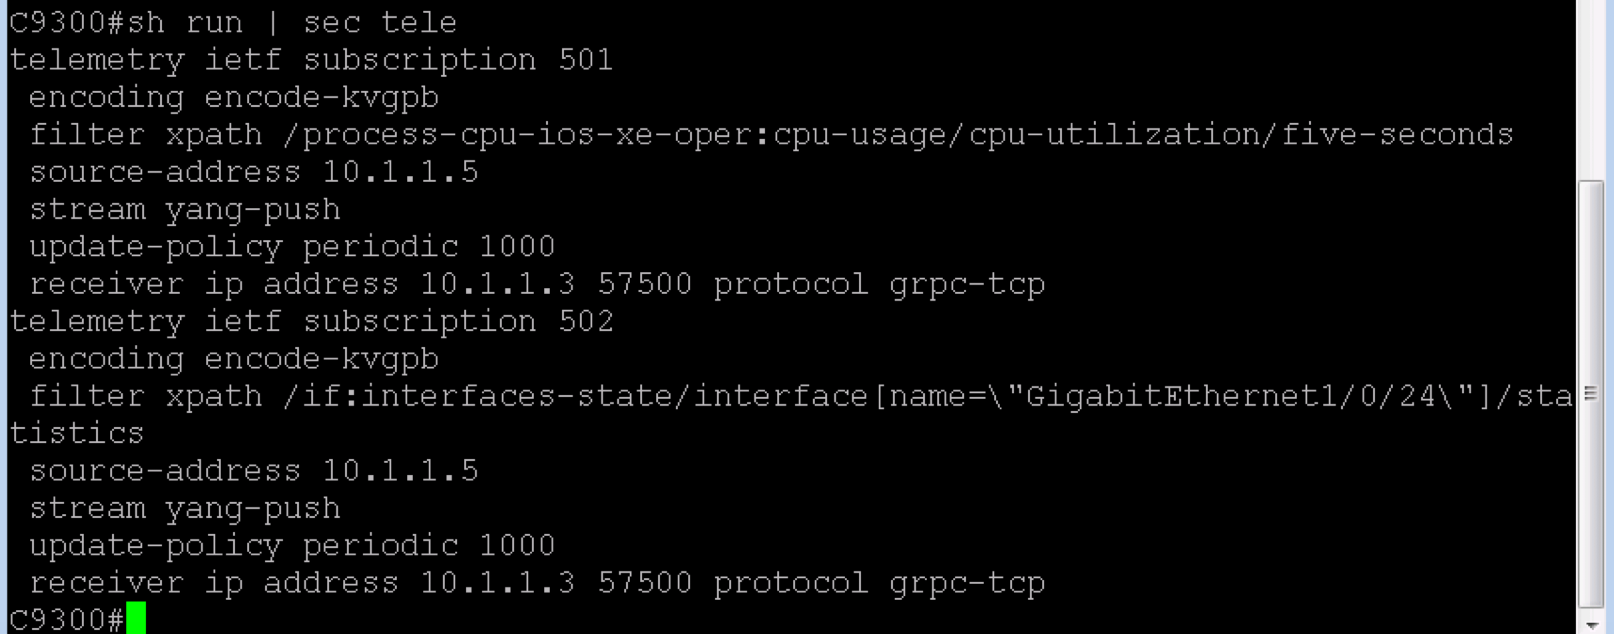 C9300#sh run | sec tele
telemetry ietf subscription 501
 encoding encode-kvgpb
 filter xpath /process-cpu-ios-xe-oper:cpu-usage/cpu-utilization/five-seconds
 source-address 10.1.1.5
 stream yang-push
 update-policy periodic 1000
 receiver ip address 10.1.1.3 57500 protocol grpc-tcp
telemetry ietf subscription 502
 encoding encode-kvgpb
 filter xpath /if:interfaces-state/interface[name=\"GigabitEthernet1/0/24\"]/sta
tistics
 source-address 10.1.1.5
 stream yang-push
 update-policy periodic 1000
 receiver ip address 10.1.1.3 57500 protocol grpc-tcp
C9300#